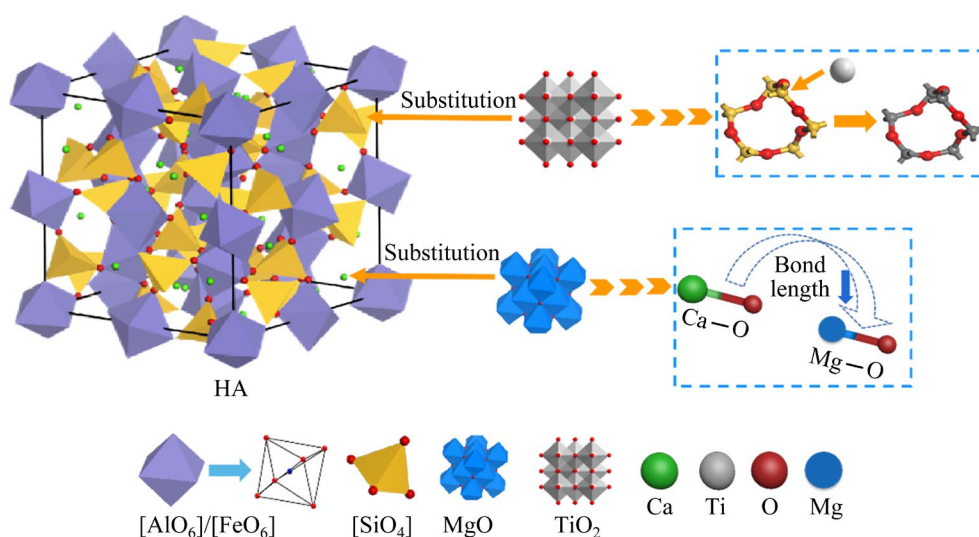 Substitution
Substitution
Bond
length
Ca—O
Mg—O
HA
[AlO₆]/[FeO₆]
[SiO₄]
MgO
TiO₂
Ca
Ti
O
Mg